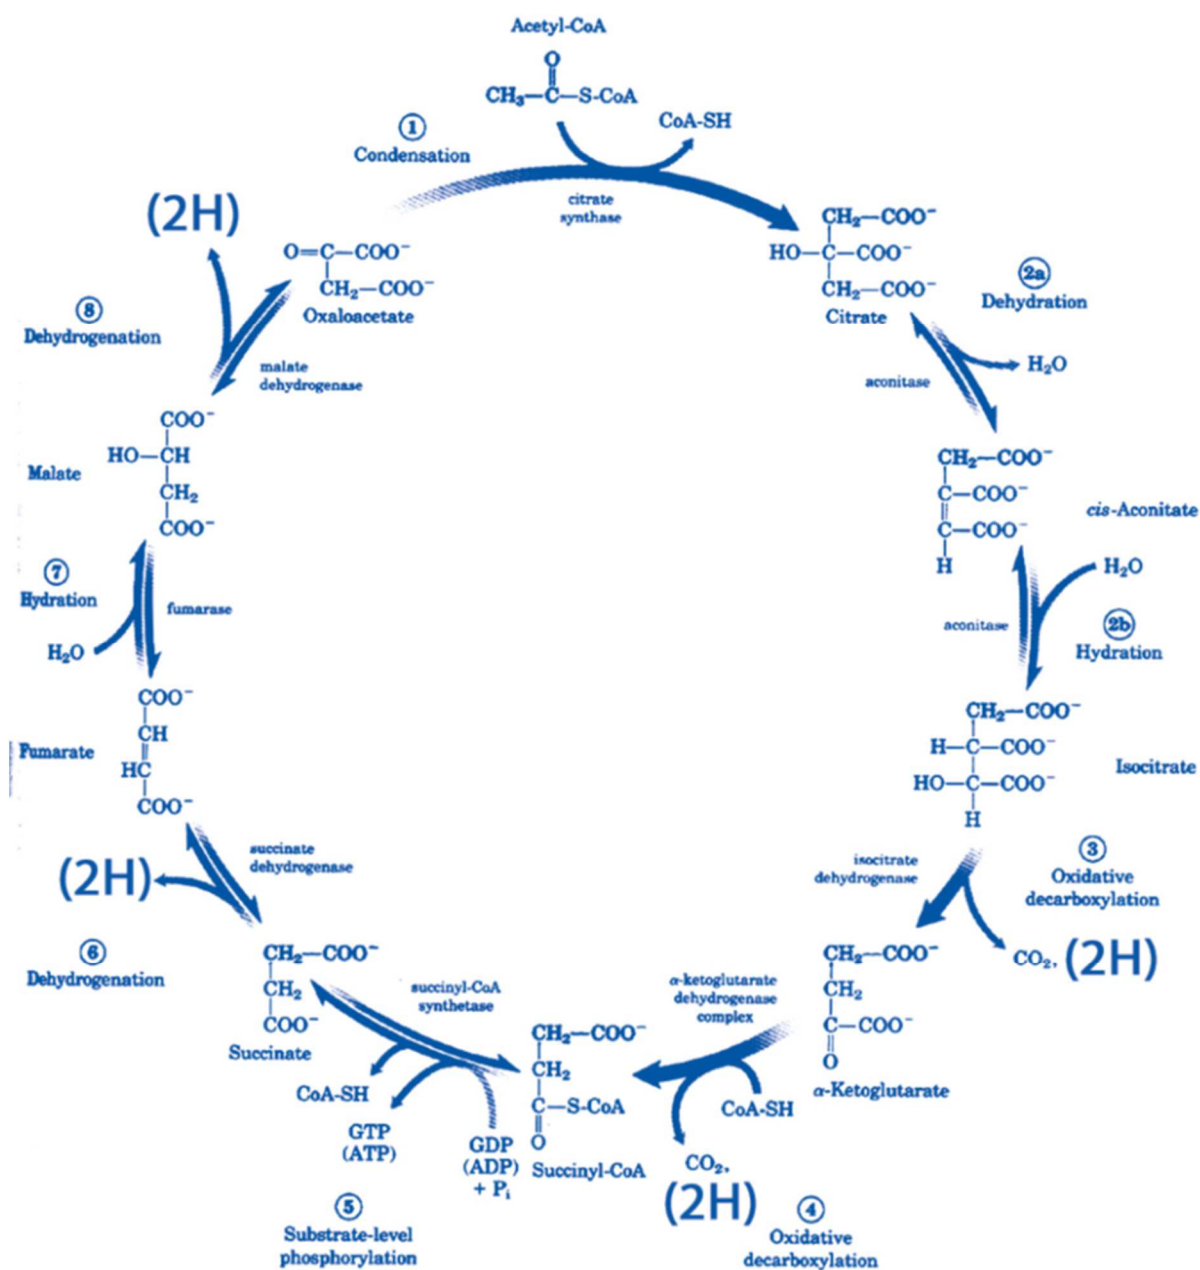 Acetyl-CoA
O
CH₃—C—S-CoA
CoA-SH
①
Condensation
citrate
synthase
(2H)
O=C—COO⁻
CH₂—COO⁻
Oxaloacetate
CH₂—COO⁻
HO—C—COO⁻
CH₂—COO⁻
Citrate
2a
Dehydration
H₂O
aconitase
CH₂—COO⁻
C—COO⁻
C—COO⁻
H
cis-Aconitate
H₂O
aconitase
2b
Hydration
CH₂—COO⁻
H—C—COO⁻
HO—C—COO⁻
H
Isocitrate
③
Oxidative
decarboxylation
isocitrate
dehydrogenase
CO₂, (2H)
CH₂—COO⁻
CH₂
C—COO⁻
O
α-Ketoglutarate
α-ketoglutarate
dehydrogenase
complex
CoA-SH
CO₂,
(2H)
④
Oxidative
decarboxylation
CH₂—COO⁻
CH₂
C—S-CoA
O
Succinyl-CoA
succinyl-CoA
synthetase
GDP
(ADP)
+ Pᵢ
GTP
(ATP)
CoA-SH
⑤
Substrate-level
phosphorylation
CH₂—COO⁻
CH₂
COO⁻
Succinate
⑥
Dehydrogenation
succinate
dehydrogenase
(2H)
COO⁻
CH
HC
COO⁻
Fumarate
⑦
Hydration
H₂O
fumarase
COO⁻
HO—CH
CH₂
COO⁻
Malate
⑧
Dehydrogenation
malate
dehydrogenase